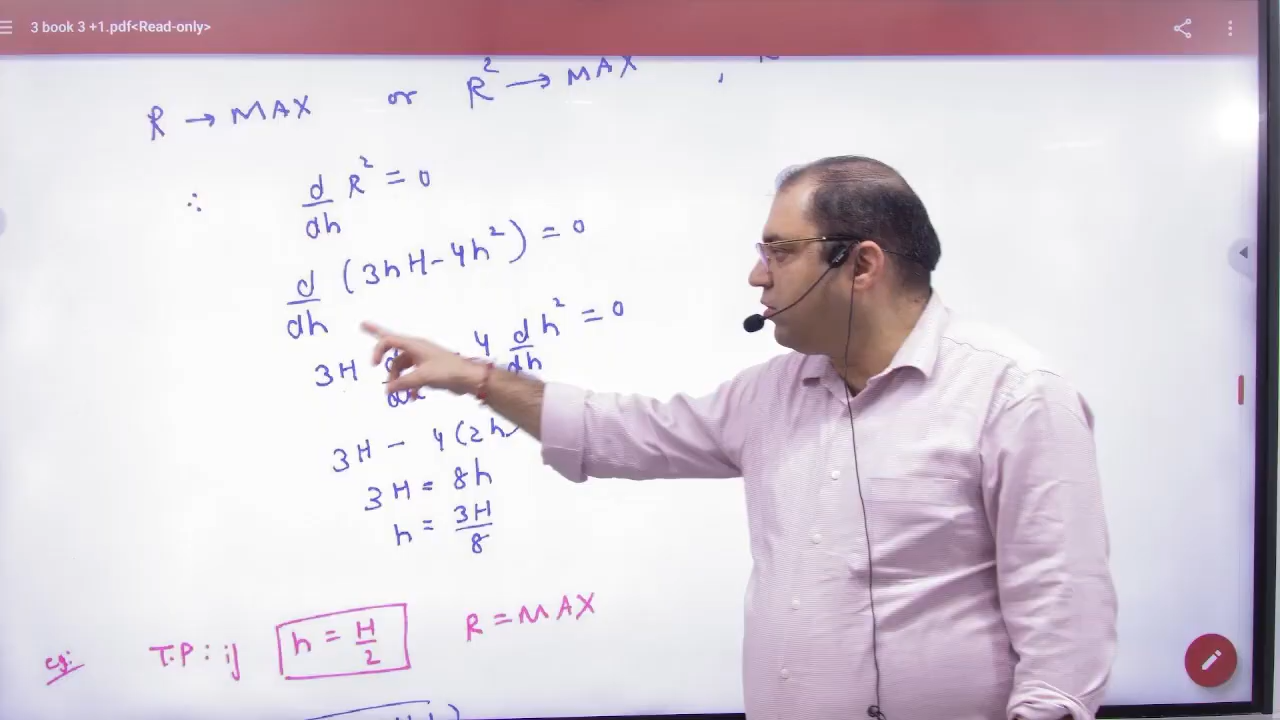 3 book 3 +1.pdf<Read-only>
R → MAX or R² → MAX ,
∴ d/dh R² = 0
d/dh (3hH - 4h²) = 0
3H - 4 d/dh h² = 0
3H - 4(2h
3H = 8h
h = 3H/8
eg: T.P: if h = H/2 R = MAX